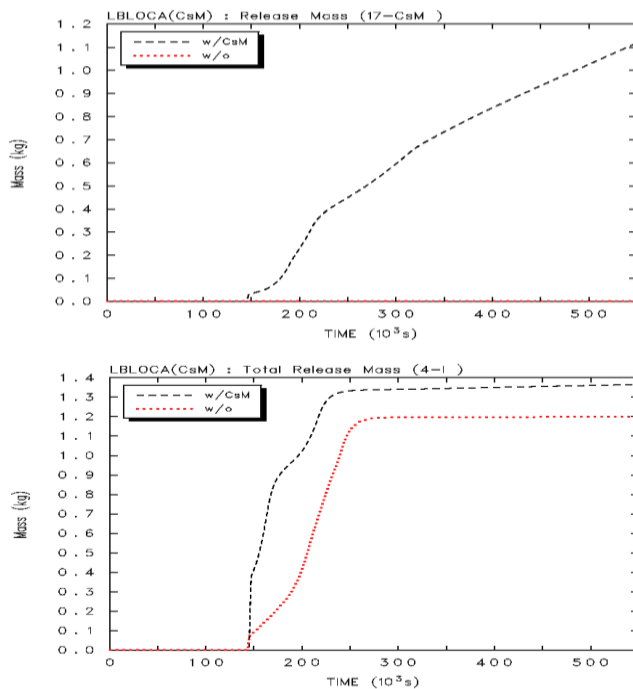 LBLOCA(CsM) : Release Mass (17-CsM )
1.2
1.1
1.0
0.9
0.8
0.7
0.6
0.5
0.4
0.3
0.2
0.1
0.0
Mass (kg)
w/CsM
w/o
0 100 200 300 400 500
TIME (10³s)
LBLOCA(CsM) : Total Release Mass (4-I )
1.4
1.3
1.2
1.1
1.0
0.9
0.8
0.7
0.6
0.5
0.4
0.3
0.2
0.1
0.0
Mass (kg)
w/CsM
w/o
0 100 200 300 400 500
TIME (10³s)